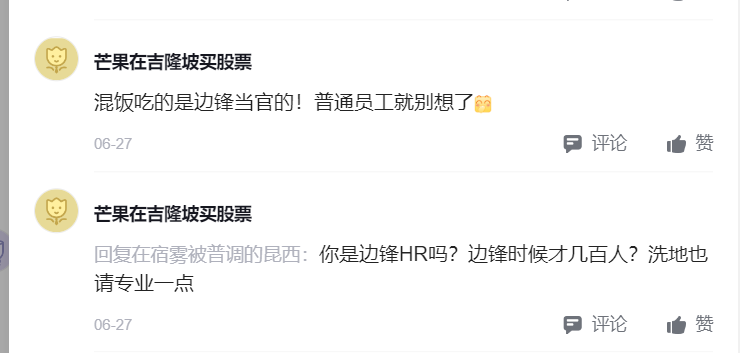 芒果在吉隆坡买股票
混饭吃的是边锋当官的！普通员工就别想了
06-27
评论
赞
芒果在吉隆坡买股票
回复在宿雾被普调的昆西：你是边锋HR吗？边锋时候才几百人？洗地也
请专业一点
06-27
评论
赞